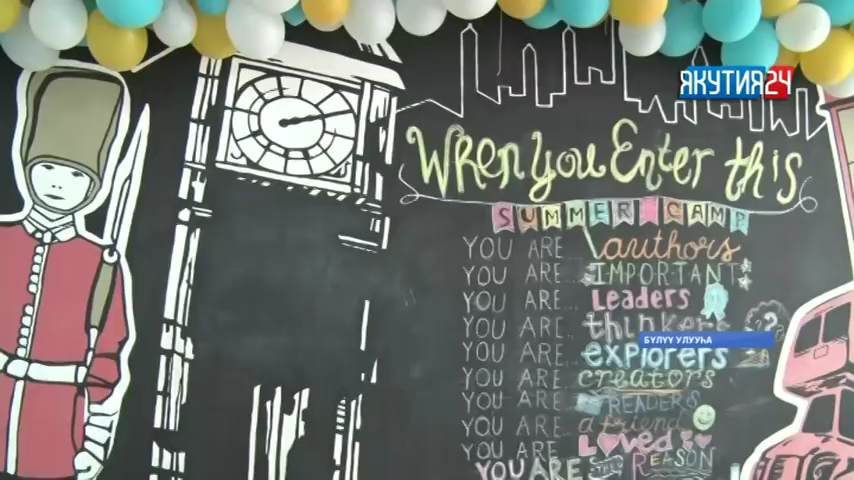 ЯКУТИЯ24
When You Enter this
SUMMER CAMP
YOU ARE authors
YOU ARE... IMPORTANT
YOU ARE... Leaders
YOU ARE.. thinkers
БҮЛҮҮ УЛУУҺА
YOU ARE... explorers
YOU ARE creators
YOU ARE READERS
YOU ARE a friend
YOU ARE Loved
YOU ARE THE REASON